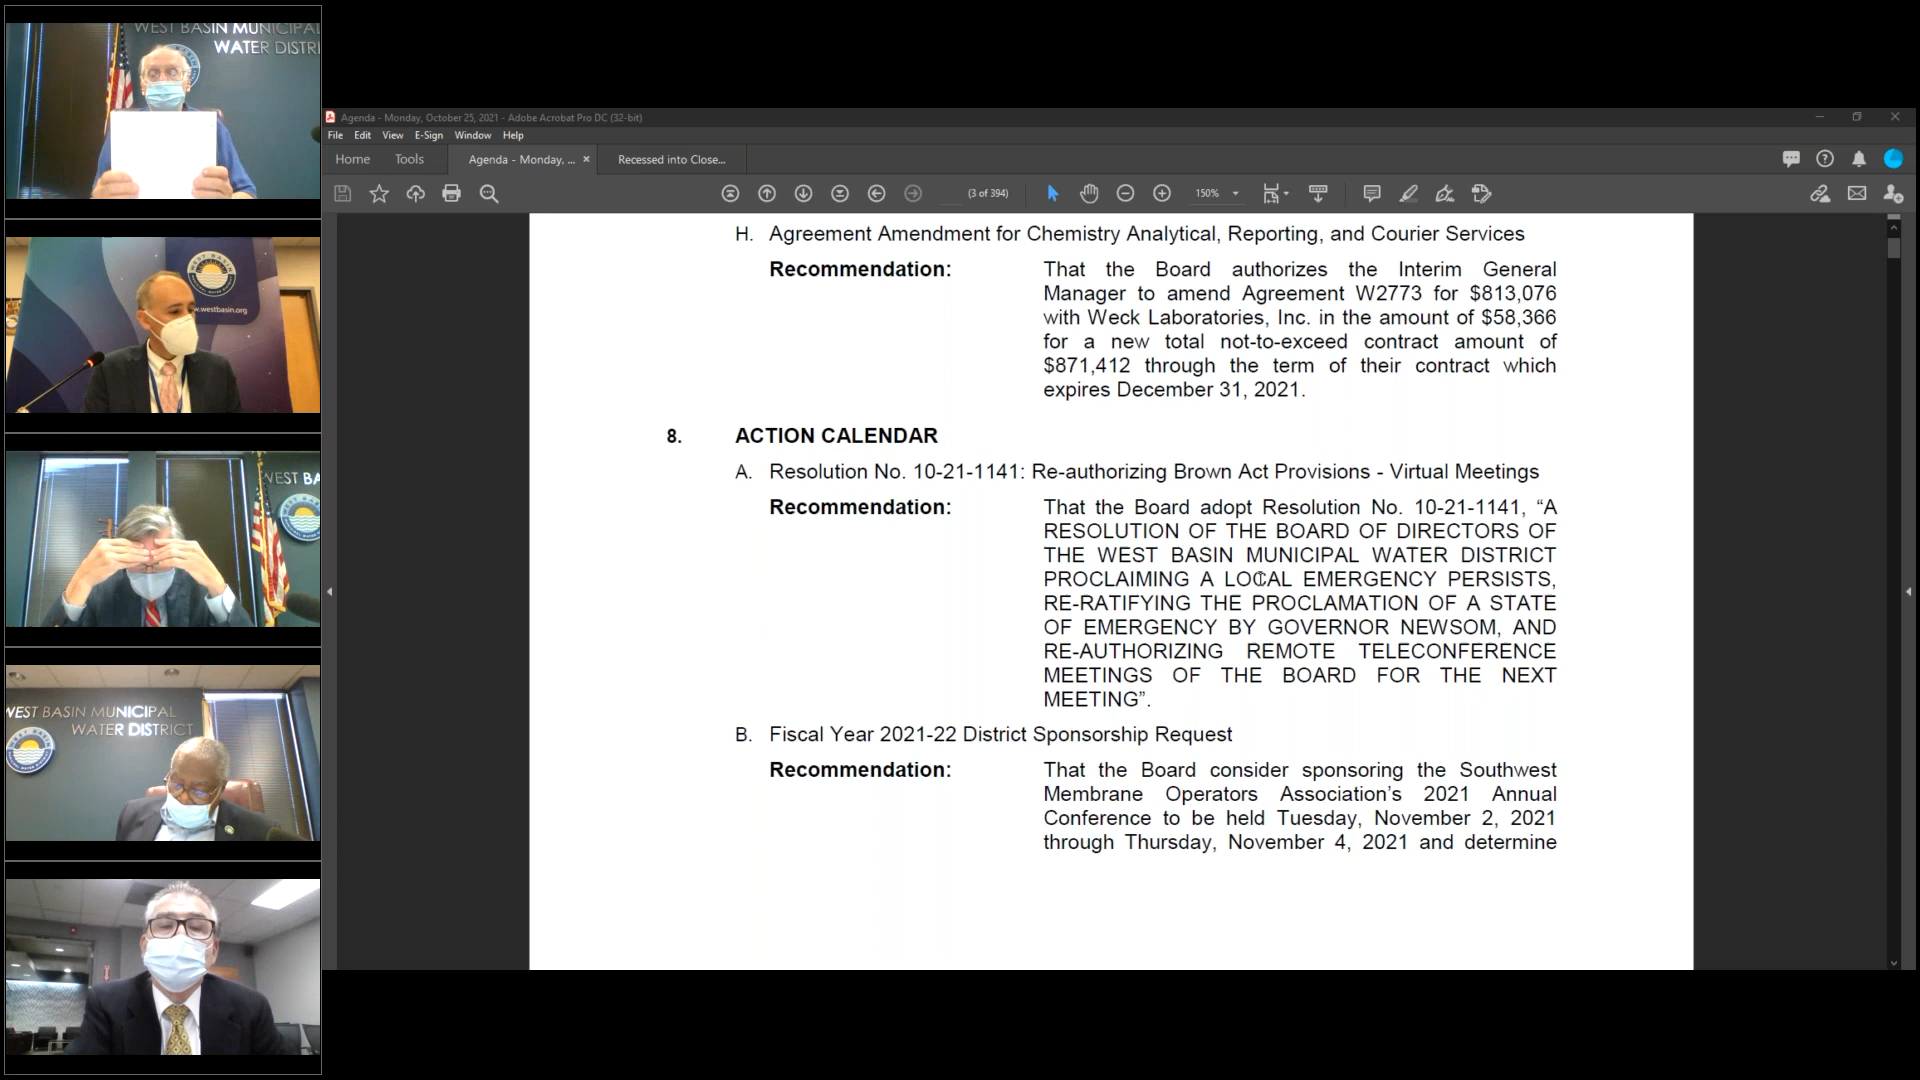 WEST BASIN MUNICIPAL
WATER DISTRI
WEST BASIN
w.westbasin.org
WEST BA
WEST BASIN MUNICIPAL
WATER DISTRICT
Agenda - Monday, October 25, 2021 - Adobe Acrobat Pro DC (32-bit)
File Edit View E-Sign Window Help
Home Tools Agenda - Monday, ... × Recessed into Close...
(3 of 394) 150%
H. Agreement Amendment for Chemistry Analytical, Reporting, and Courier Services
Recommendation: That the Board authorizes the Interim General
Manager to amend Agreement W2773 for $813,076
with Weck Laboratories, Inc. in the amount of $58,366
for a new total not-to-exceed contract amount of
$871,412 through the term of their contract which
expires December 31, 2021.
8. ACTION CALENDAR
A. Resolution No. 10-21-1141: Re-authorizing Brown Act Provisions - Virtual Meetings
Recommendation: That the Board adopt Resolution No. 10-21-1141, “A
RESOLUTION OF THE BOARD OF DIRECTORS OF
THE WEST BASIN MUNICIPAL WATER DISTRICT
PROCLAIMING A LOCAL EMERGENCY PERSISTS,
RE-RATIFYING THE PROCLAMATION OF A STATE
OF EMERGENCY BY GOVERNOR NEWSOM, AND
RE-AUTHORIZING REMOTE TELECONFERENCE
MEETINGS OF THE BOARD FOR THE NEXT
MEETING”.
B. Fiscal Year 2021-22 District Sponsorship Request
Recommendation: That the Board consider sponsoring the Southwest
Membrane Operators Association’s 2021 Annual
Conference to be held Tuesday, November 2, 2021
through Thursday, November 4, 2021 and determine